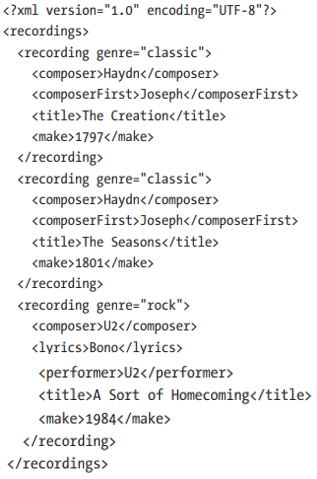 <?xml version="1.0" encoding="UTF-8"?>
<recordings>
<recording genre="classic">
<composer>Haydn</composer>
<composerFirst>Joseph</composerFirst>
<title>The Creation</title>
<make>1797</make>
</recording>
<recording genre="classic">
<composer>Haydn</composer>
<composerFirst>Joseph</composerFirst>
<title>The Seasons</title>
<make>1801</make>
</recording>
<recording genre="rock">
<composer>U2</composer>
<lyrics>Bono</lyrics>
<performer>U2</performer>
<title>A Sort of Homecoming</title>
<make>1984</make>
</recording>
</recordings>